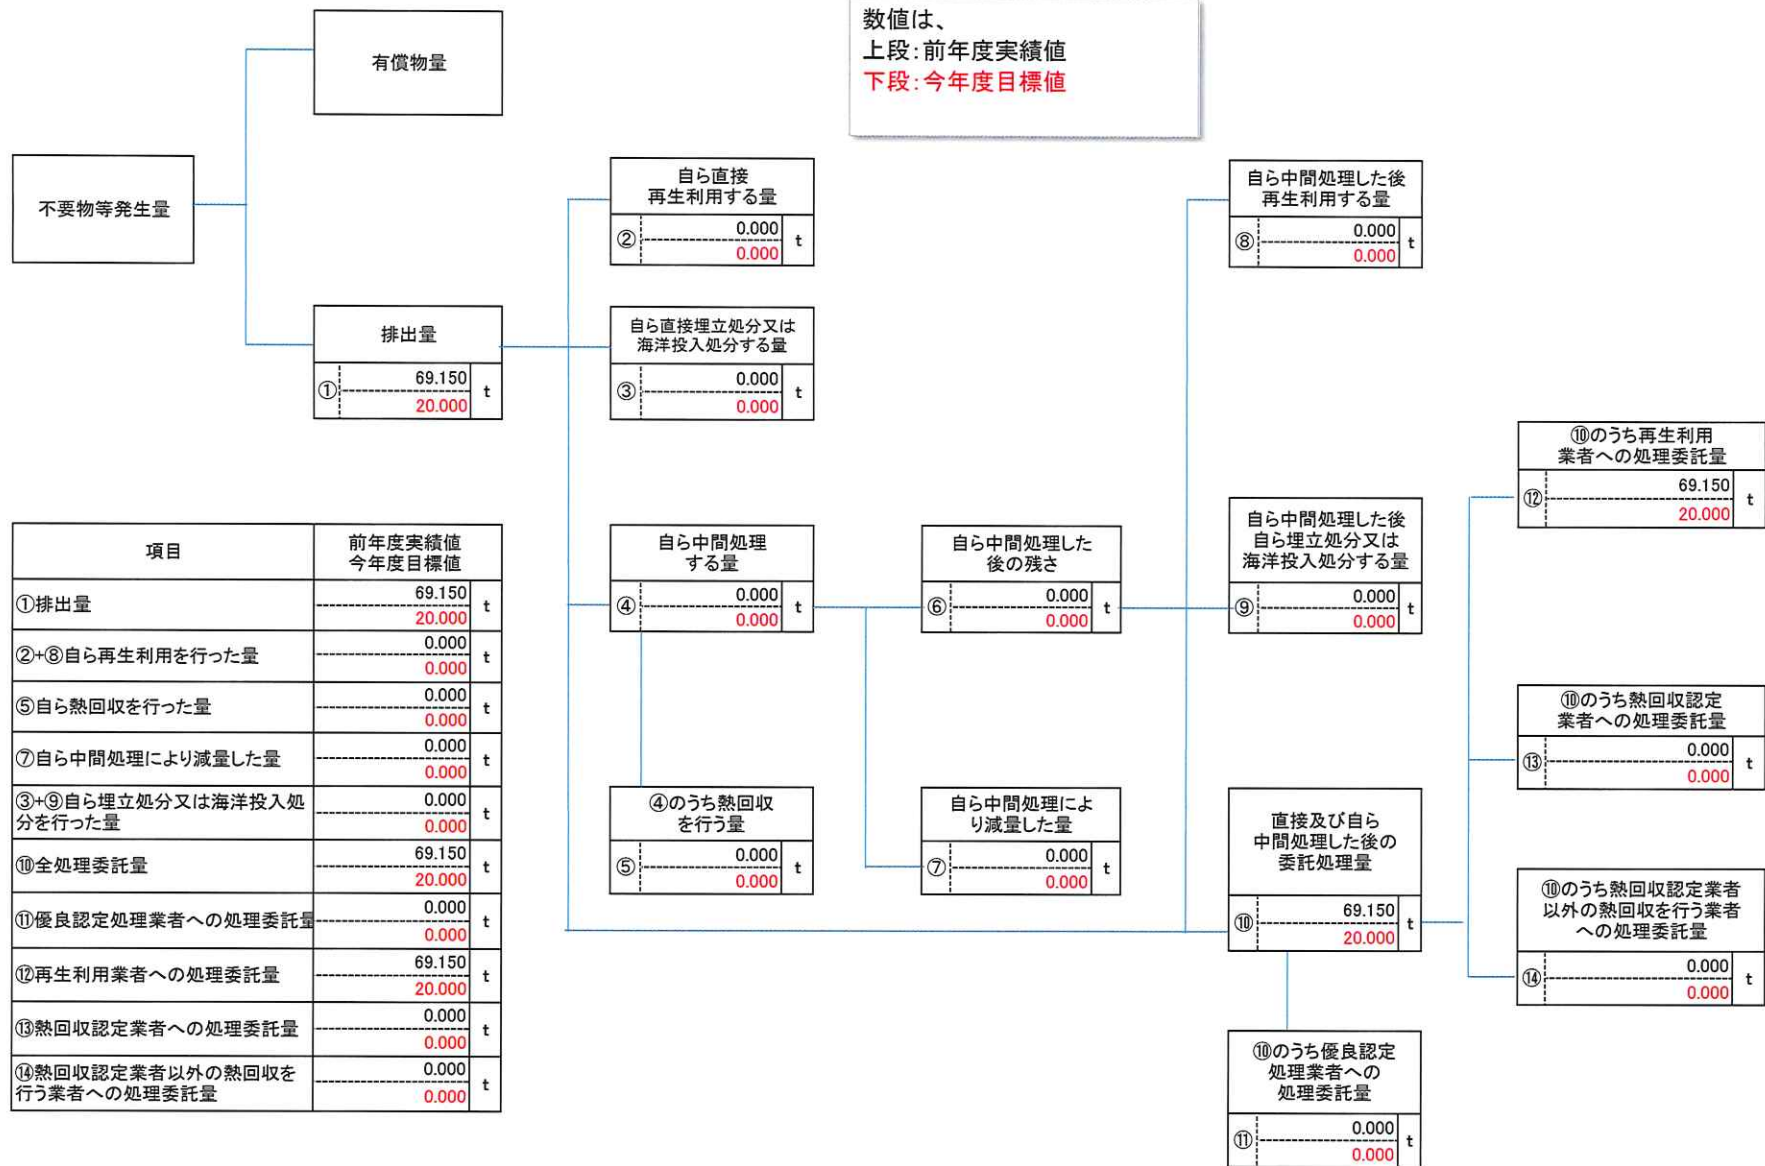 数値は、
上段：前年度実績値
下段：今年度目標値
有償物量
不要物等発生量
排出量
①
69.150
20.000
t
自ら直接
再生利用する量
②
0.000
0.000
t
自ら直接埋立処分又は
海洋投入処分する量
③
0.000
0.000
t
自ら中間処理
する量
④
0.000
0.000
t
④のうち熱回収
を行う量
⑤
0.000
0.000
t
自ら中間処理した
後の残さ
⑥
0.000
0.000
t
自ら中間処理によ
り減量した量
⑦
0.000
0.000
t
自ら中間処理した後
再生利用する量
⑧
0.000
0.000
t
自ら中間処理した後
自ら埋立処分又は
海洋投入処分する量
⑨
0.000
0.000
t
直接及び自ら
中間処理した後の
委託処理量
⑩
69.150
20.000
t
⑩のうち優良認定
処理業者への
処理委託量
⑪
0.000
0.000
t
⑩のうち再生利用
業者への処理委託量
⑫
69.150
20.000
t
⑩のうち熱回収認定
業者への処理委託量
⑬
0.000
0.000
t
⑩のうち熱回収認定業者
以外の熱回収を行う業者
への処理委託量
⑭
0.000
0.000
t
項目
前年度実績値
今年度目標値
①排出量
69.150
20.000
t
②+⑧自ら再生利用を行った量
0.000
0.000
t
⑤自ら熱回収を行った量
0.000
0.000
t
⑦自ら中間処理により減量した量
0.000
0.000
t
③+⑨自ら埋立処分又は海洋投入処
分を行った量
0.000
0.000
t
⑩全処理委託量
69.150
20.000
t
⑪優良認定処理業者への処理委託量
0.000
0.000
t
⑫再生利用業者への処理委託量
69.150
20.000
t
⑬熱回収認定業者への処理委託量
0.000
0.000
t
⑭熱回収認定業者以外の熱回収を
行う業者への処理委託量
0.000
0.000
t